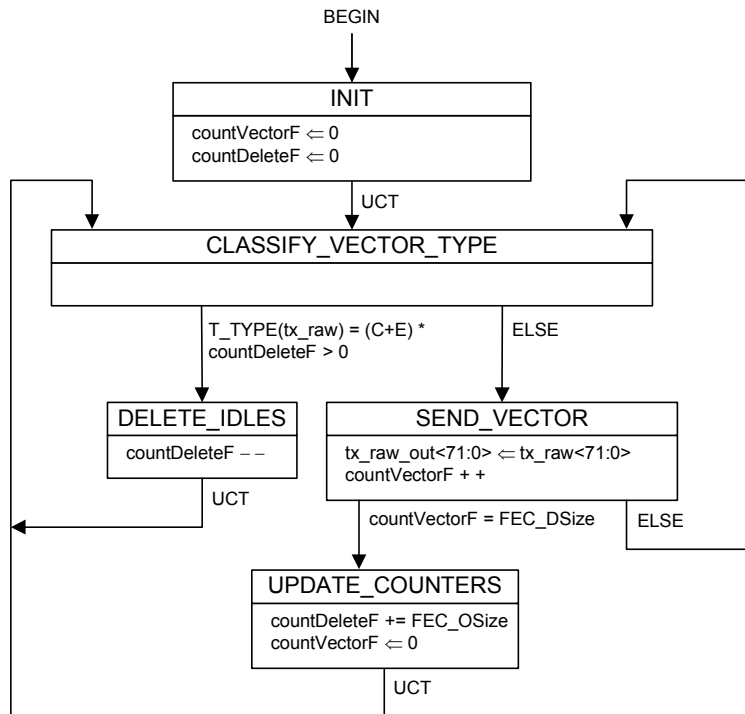 BEGIN
INIT
countVectorF ⇐ 0
countDeleteF ⇐ 0
UCT
CLASSIFY_VECTOR_TYPE
T_TYPE(tx_raw) = (C+E) *
countDeleteF > 0
ELSE
DELETE_IDLES
countDeleteF − −
UCT
SEND_VECTOR
tx_raw_out<71:0> ⇐ tx_raw<71:0>
countVectorF + +
countVectorF = FEC_DSize
ELSE
UPDATE_COUNTERS
countDeleteF += FEC_OSize
countVectorF ⇐ 0
UCT